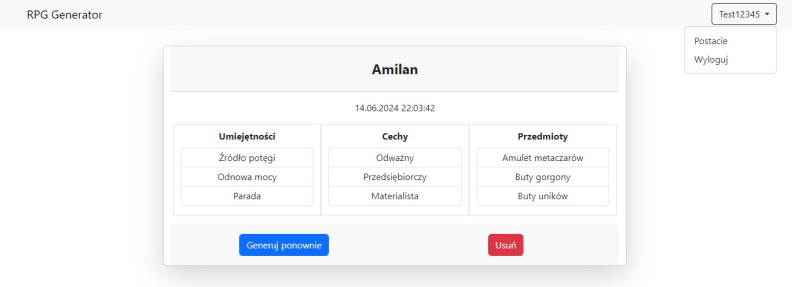 RPG Generator
Test12345
Postacie
Wyloguj
Amilan
14.06.2024 22:03:42
Umiejętności Cechy Przedmioty
Źródło potęgi Odważny Amulet metaczarów
Odnowa mocy Przedsiębiorczy Buty gorgony
Parada Materialista Buty uników
Generuj ponownie Usuń